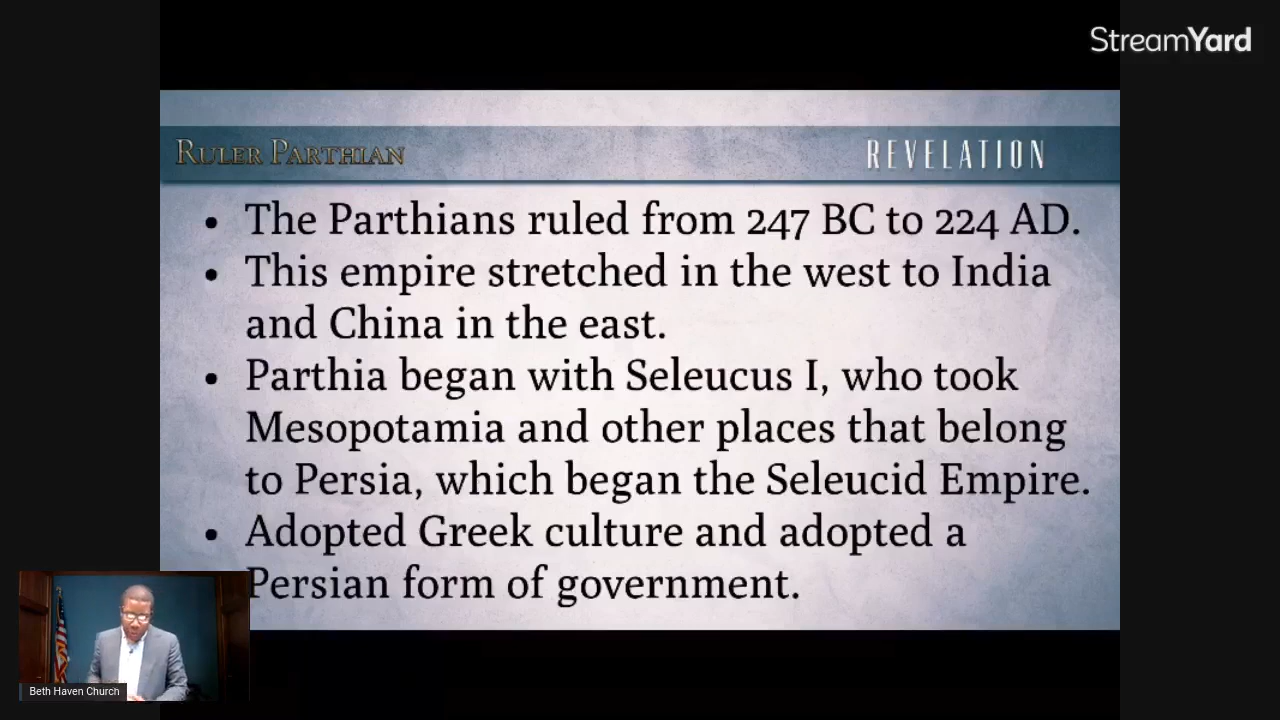 StreamYard
RULER PARTHIAN
REVELATION
• The Parthians ruled from 247 BC to 224 AD.
• This empire stretched in the west to India
and China in the east.
• Parthia began with Seleucus I, who took
Mesopotamia and other places that belong
to Persia, which began the Seleucid Empire.
• Adopted Greek culture and adopted a
Persian form of government.
Beth Haven Church